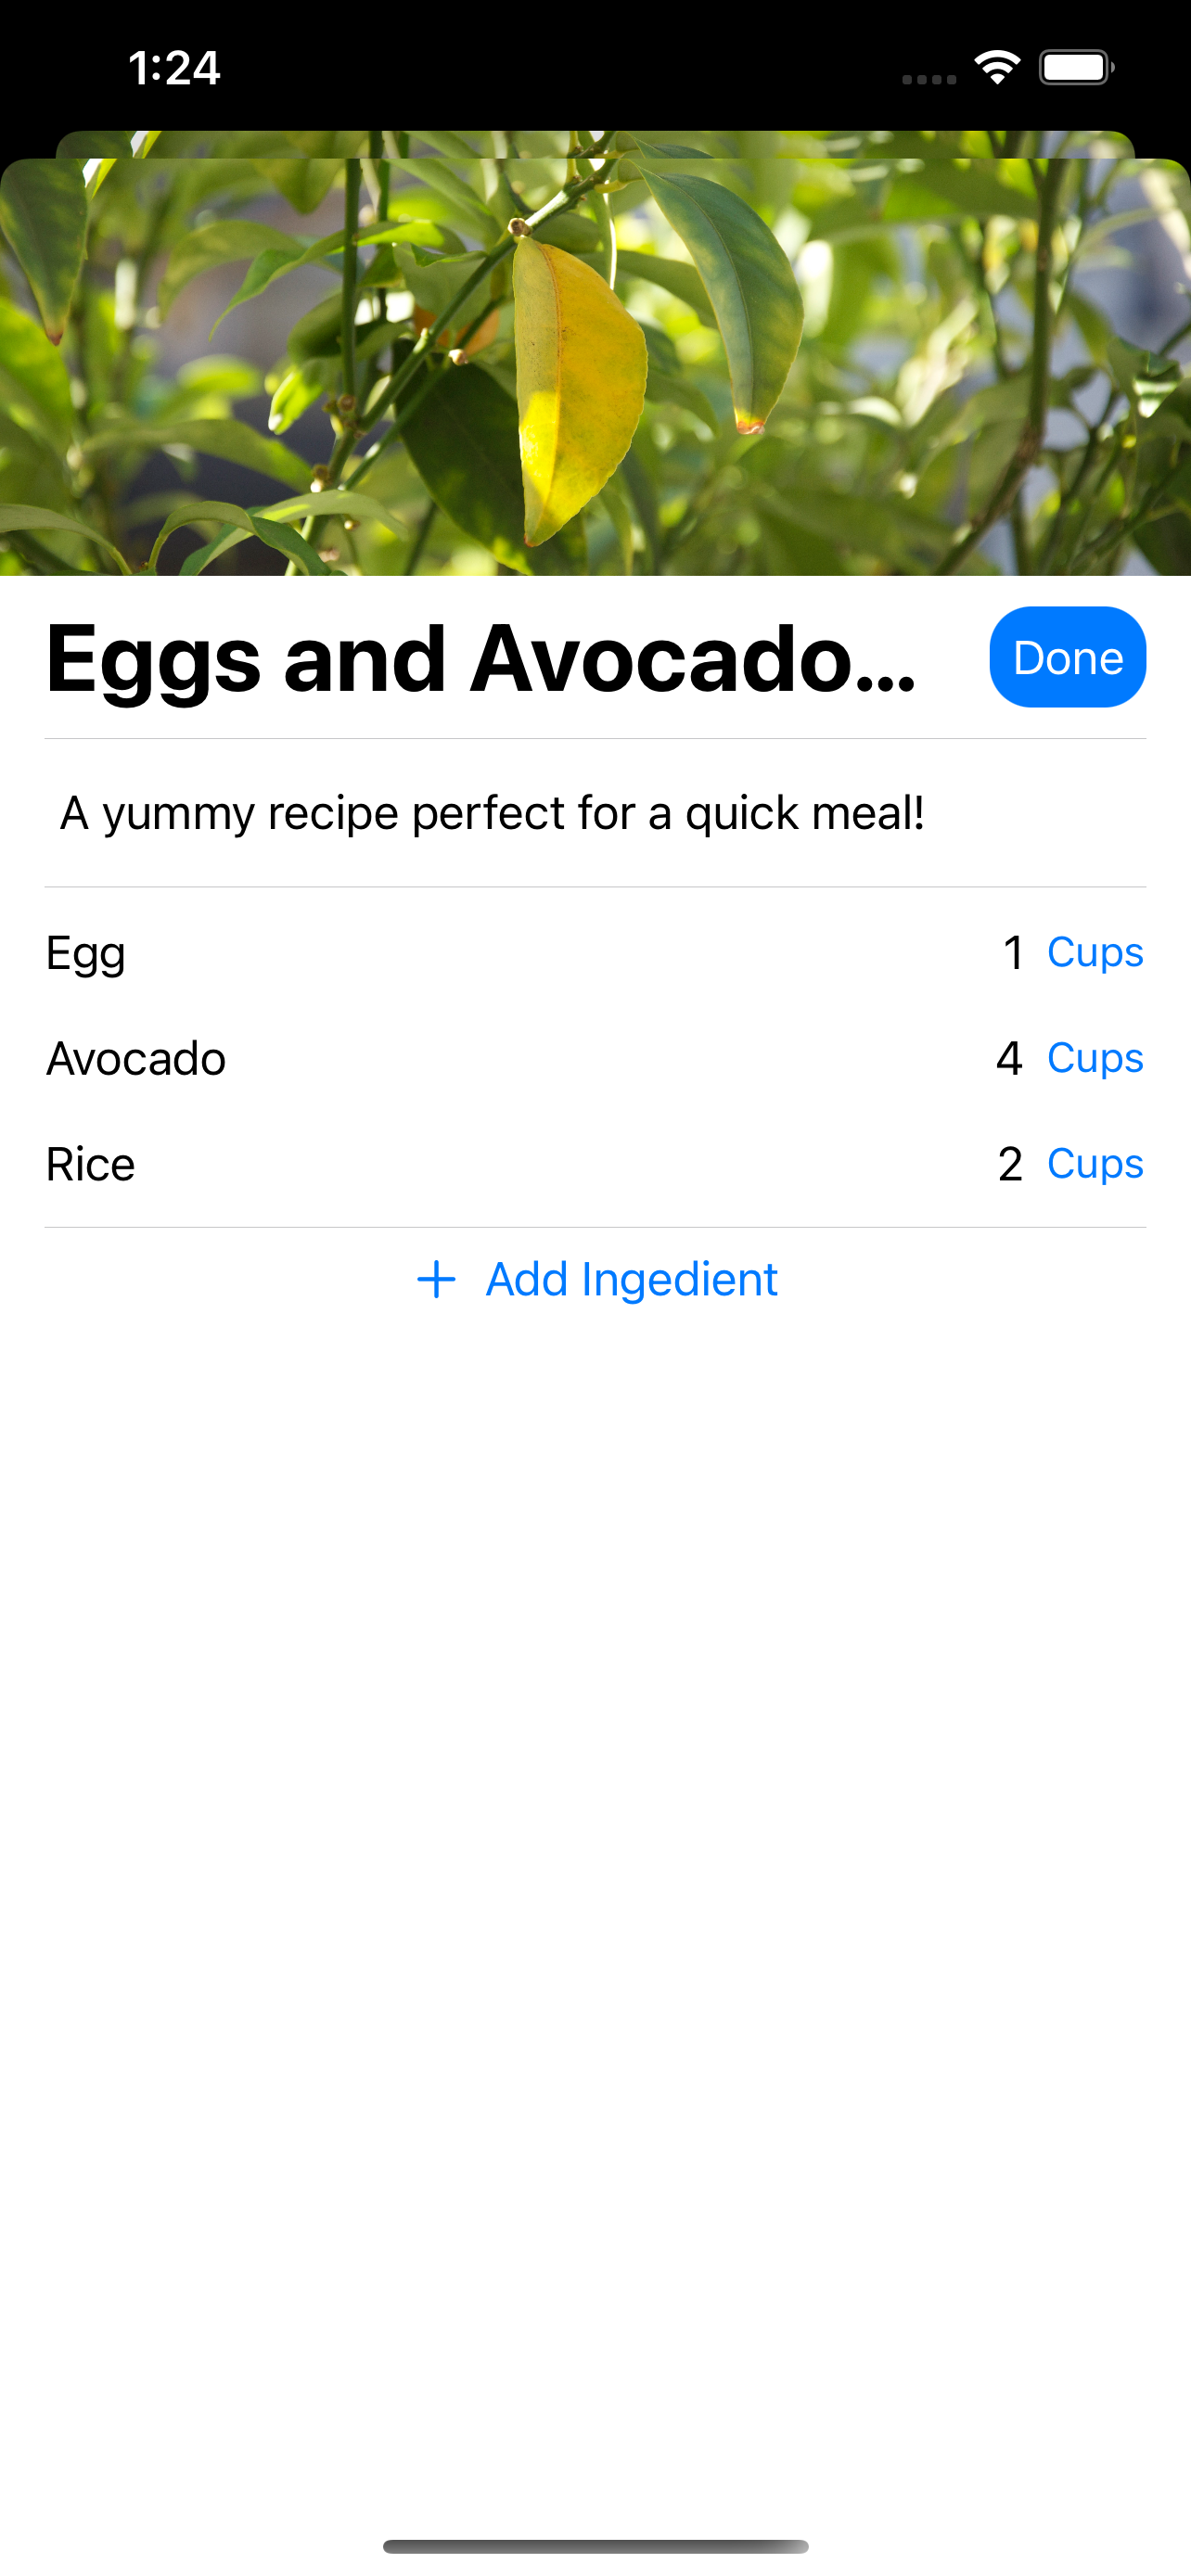 1:24
Eggs and Avocado... Done
A yummy recipe perfect for a quick meal!
Egg 1 Cups
Avocado 4 Cups
Rice 2 Cups
+ Add Ingedient